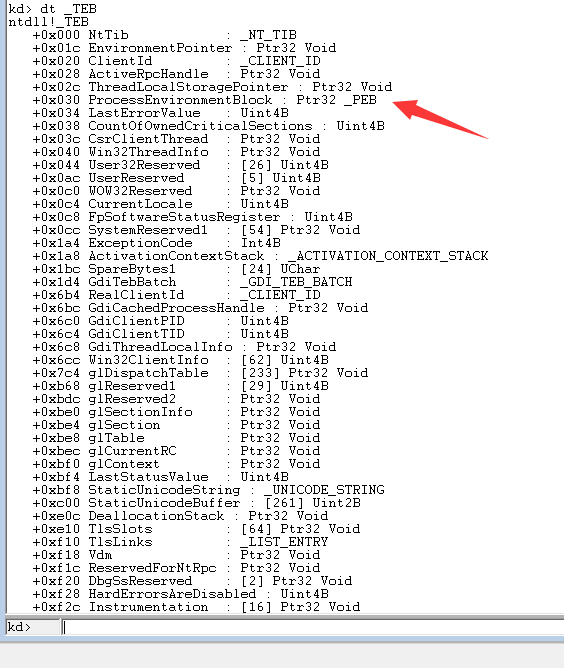 kd> dt _TEB
ntdll!_TEB
+0x000 NtTib : _NT_TIB
+0x01c EnvironmentPointer : Ptr32 Void
+0x020 ClientId : _CLIENT_ID
+0x028 ActiveRpcHandle : Ptr32 Void
+0x02c ThreadLocalStoragePointer : Ptr32 Void
+0x030 ProcessEnvironmentBlock : Ptr32 _PEB
+0x034 LastErrorValue : Uint4B
+0x038 CountOfOwnedCriticalSections : Uint4B
+0x03c CsrClientThread : Ptr32 Void
+0x040 Win32ThreadInfo : Ptr32 Void
+0x044 User32Reserved : [26] Uint4B
+0x0ac UserReserved : [5] Uint4B
+0x0c0 WOW32Reserved : Ptr32 Void
+0x0c4 CurrentLocale : Uint4B
+0x0c8 FpSoftwareStatusRegister : Uint4B
+0x0cc SystemReserved1 : [54] Ptr32 Void
+0x1a4 ExceptionCode : Int4B
+0x1a8 ActivationContextStack : _ACTIVATION_CONTEXT_STACK
+0x1bc SpareBytes1 : [24] UChar
+0x1d4 GdiTebBatch : _GDI_TEB_BATCH
+0x6b4 RealClientId : _CLIENT_ID
+0x6bc GdiCachedProcessHandle : Ptr32 Void
+0x6c0 GdiClientPID : Uint4B
+0x6c4 GdiClientTID : Uint4B
+0x6c8 GdiThreadLocalInfo : Ptr32 Void
+0x6cc Win32ClientInfo : [62] Uint4B
+0x7c4 glDispatchTable : [233] Ptr32 Void
+0xb68 glReserved1 : [29] Uint4B
+0xbdc glReserved2 : Ptr32 Void
+0xbe0 glSectionInfo : Ptr32 Void
+0xbe4 glSection : Ptr32 Void
+0xbe8 glTable : Ptr32 Void
+0xbec glCurrentRC : Ptr32 Void
+0xbf0 glContext : Ptr32 Void
+0xbf4 LastStatusValue : Uint4B
+0xbf8 StaticUnicodeString : _UNICODE_STRING
+0xc00 StaticUnicodeBuffer : [261] Uint2B
+0xe0c DeallocationStack : Ptr32 Void
+0xe10 TlsSlots : [64] Ptr32 Void
+0xf10 TlsLinks : _LIST_ENTRY
+0xf18 Vdm : Ptr32 Void
+0xf1c ReservedForNtRpc : Ptr32 Void
+0xf20 DbgSsReserved : [2] Ptr32 Void
+0xf28 HardErrorsAreDisabled : Uint4B
+0xf2c Instrumentation : [16] Ptr32 Void
kd>